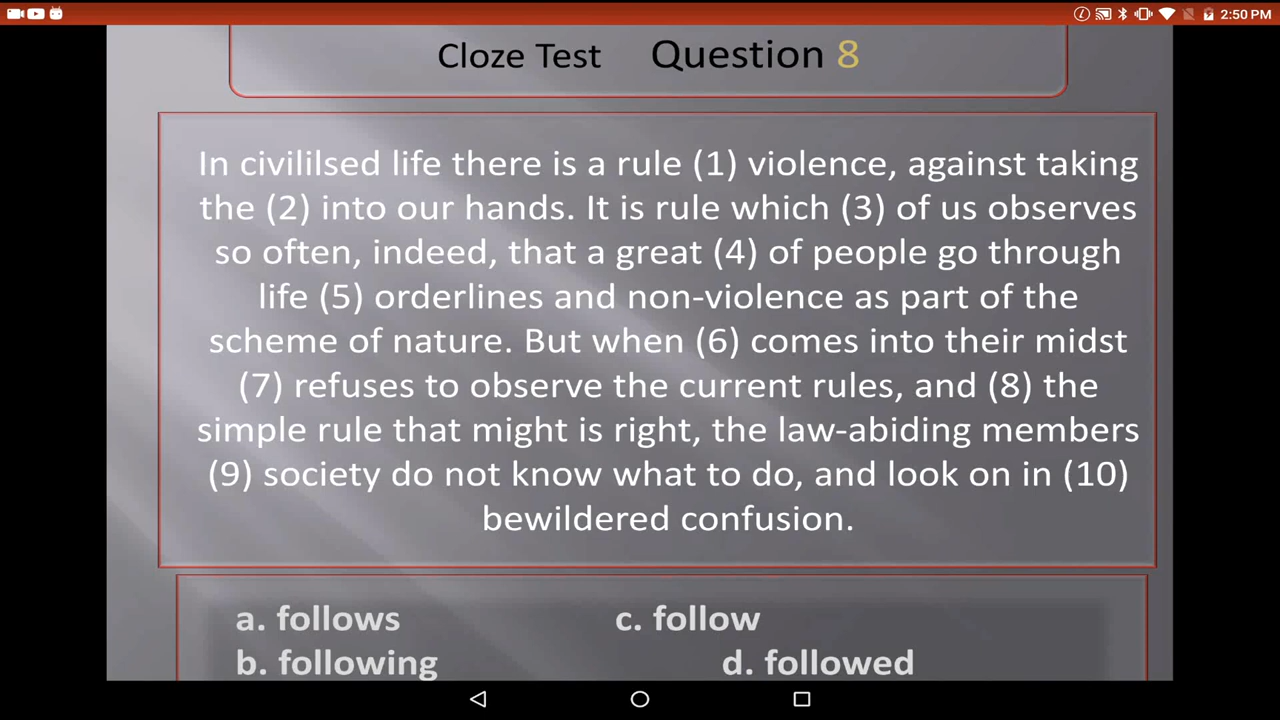 2:50 PM
Cloze Test Question 8
In civililsed life there is a rule (1) violence, against taking
the (2) into our hands. It is rule which (3) of us observes
so often, indeed, that a great (4) of people go through
life (5) orderlines and non-violence as part of the
scheme of nature. But when (6) comes into their midst
(7) refuses to observe the current rules, and (8) the
simple rule that might is right, the law-abiding members
(9) society do not know what to do, and look on in (10)
bewildered confusion.
a. follows c. follow
b. following d. followed